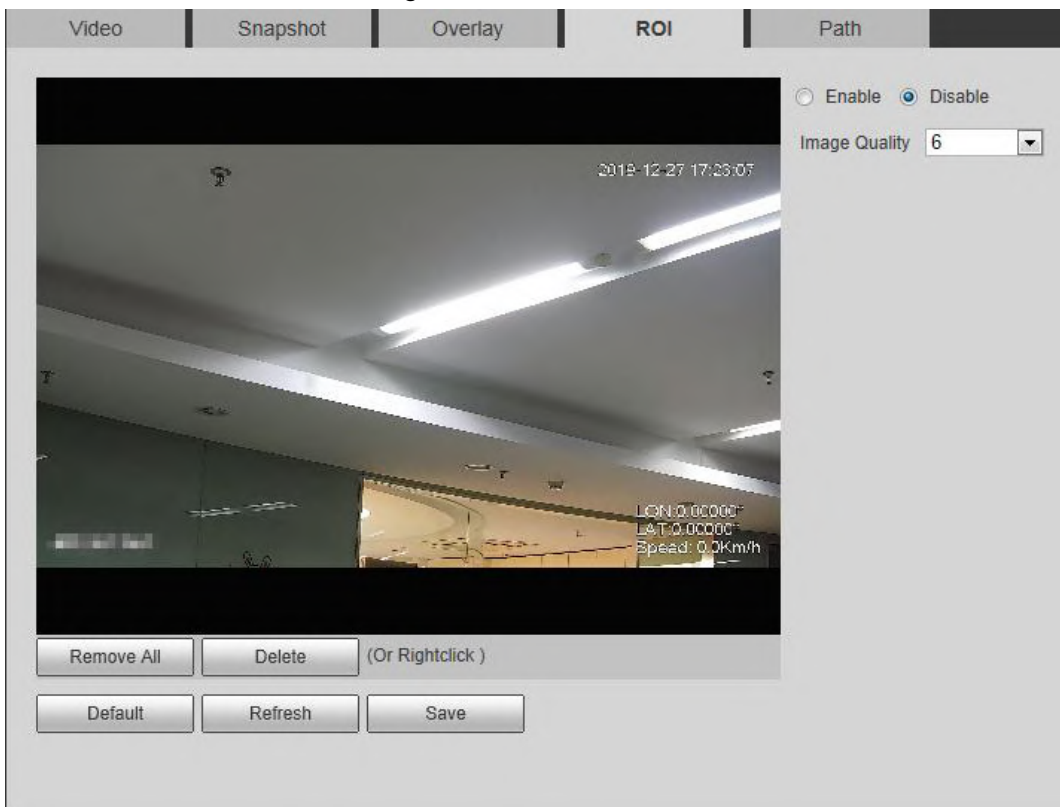 Video Snapshot Overlay ROI Path
Enable Disable
Image Quality 6
2019-12-27 17:23:07
LON:0.00000°
LAT:0.00000°
Speed: 0.0Km/h
Remove All Delete (Or Rightclick )
Default Refresh Save